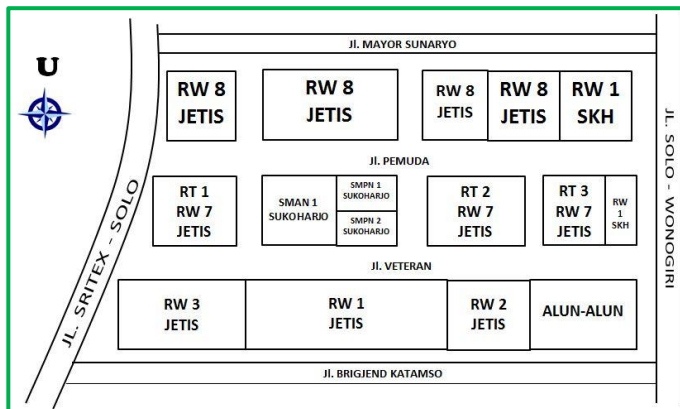 Jl. MAYOR SUNARYO
U
RW 8
JETIS
RW 8
JETIS
RW 8
JETIS
RW 8
JETIS
RW 1
SKH
JL. SOLO - WONOGIRI
Jl. PEMUDA
RT 1
RW 7
JETIS
SMAN 1
SUKOHARJO
SMPN 1
SUKOHARJO
SMPN 2
SUKOHARJO
RT 2
RW 7
JETIS
RT 3
RW 7
JETIS
RW
1
SKH
JL. SRITEX - SOLO
Jl. VETERAN
RW 3
JETIS
RW 1
JETIS
RW 2
JETIS
ALUN-ALUN
Jl. BRIGJEND KATAMSO